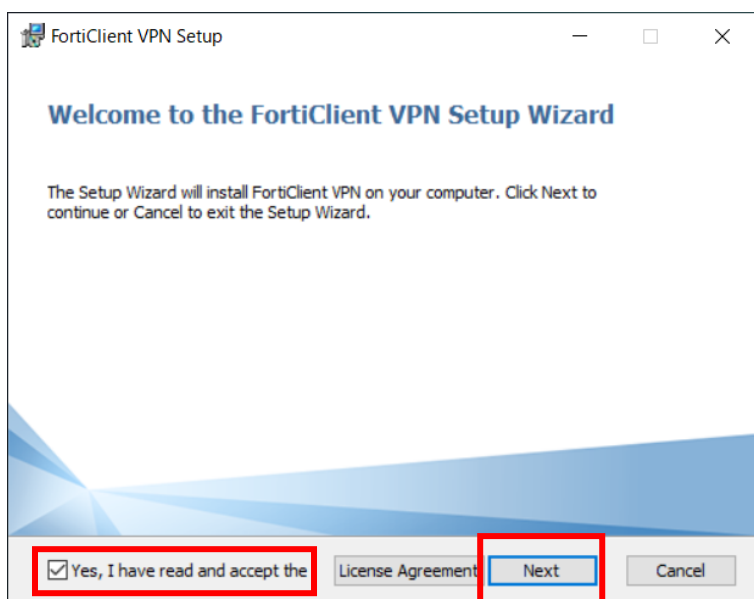 FortiClient VPN Setup
Welcome to the FortiClient VPN Setup Wizard
The Setup Wizard will install FortiClient VPN on your computer. Click Next to
continue or Cancel to exit the Setup Wizard.
Yes, I have read and accept the License Agreement Next Cancel